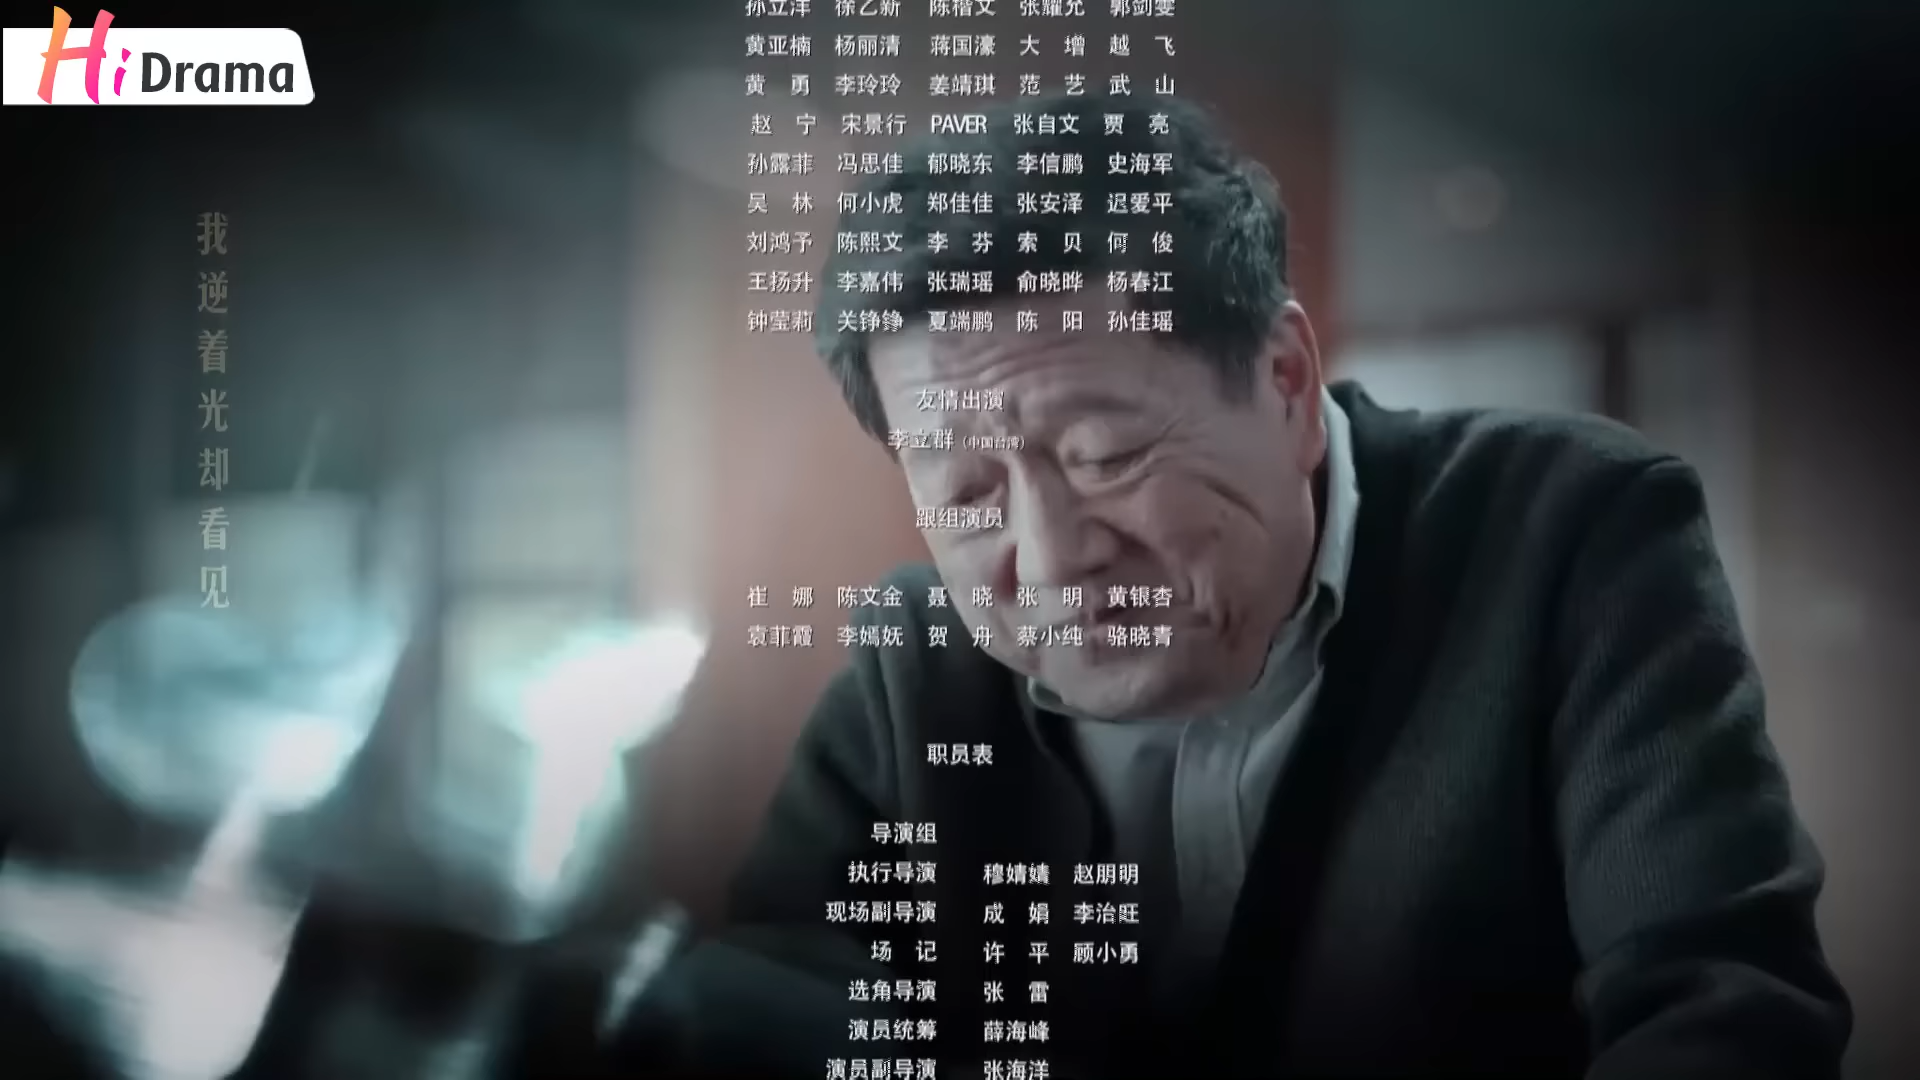 Hi Drama
我逆着光却看见
孙立洋 徐乙新 陈楷文 张耀允 郭剑雯
黄亚楠 杨丽清 蒋国濠 大增 越飞
黄勇 李玲玲 姜靖琪 范艺 武山
赵宁 宋景行 PAVER 张自文 贾亮
孙露菲 冯思佳 郁晓东 李信鹏 史海军
吴林 何小虎 郑佳佳 张安泽 迟爱平
刘鸿予 陈熙文 李芬 索贝 何俊
王扬升 李嘉伟 张瑞瑶 俞晓晔 杨春江
钟莹莉 关铮铮 夏端鹏 陈阳 孙佳瑶
友情出演
李立群（中国台湾）
跟组演员
崔娜 陈文金 聂晓 张明 黄银杏
袁菲霞 李嫣妩 贺舟 蔡小纯 骆晓青
职员表
导演组
执行导演 穆婧婧 赵朋明
现场副导演 成娟 李治旺
场记 许平 顾小勇
选角导演 张雷
演员统筹 薛海峰
演员副导演 张海洋